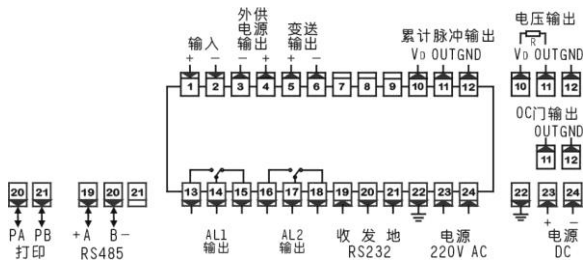 外供 电压输出
输入 电源 变送 累计脉冲输出 R
输出 输出
+ − − + + − VD OUT GND VD OUT GND
1 2 3 4 5 6 7 8 9 10 11 12 10 11 12
OC门输出
OUT GND
11 12
20 21 19 20 21 13 14 15 16 17 18 19 20 21 22 23 24 22 23 24
PA PB +A B− AL1 AL2 收 发 地 电源 + −
打印 RS485 输出 输出 RS232 220V AC 电源
DC